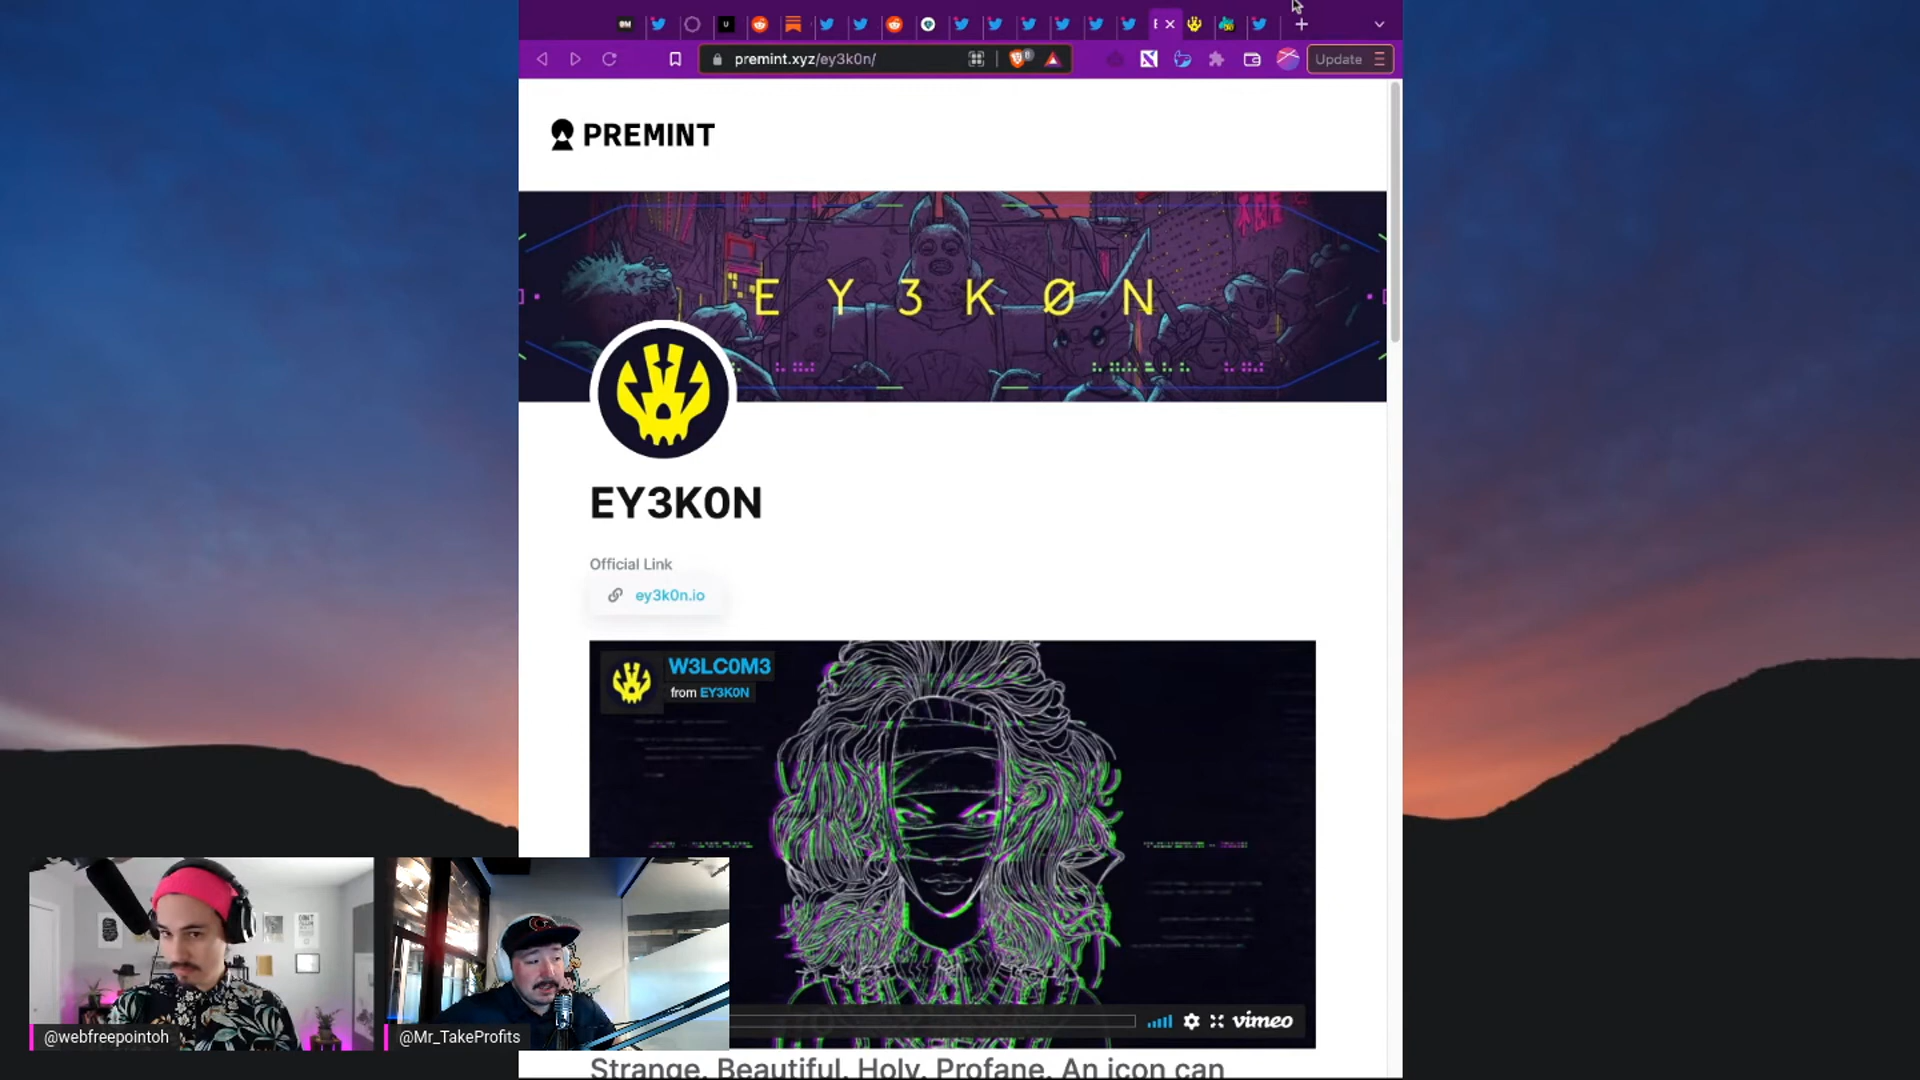 premint.xyz/ey3k0n/
Update
PREMINT
E Y 3 K Ø N
EY3K0N
Official Link
ey3k0n.io
W3LC0M3
from EY3K0N
vimeo
@webfreepointoh
@Mr_TakeProfits
Strange. Beautiful. Holy. Profane. An icon can